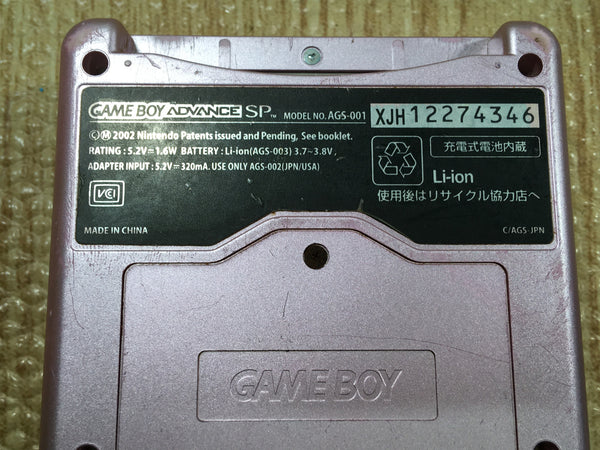 GAME BOY ADVANCE SP™ MODEL NO. AGS-001 XJH12274346
©Ⓜ 2002 Nintendo Patents issued and Pending, See booklet.
RATING : 5.2V⎓1.6W BATTERY : Li-ion(AGS-003) 3.7~3.8V,
ADAPTER INPUT : 5.2V⎓320mA. USE ONLY AGS-002(JPN/USA)
充電式電池内蔵
Li-ion
使用後はリサイクル協力店へ
VCI
MADE IN CHINA
C/AGS-JPN
GAME BOY